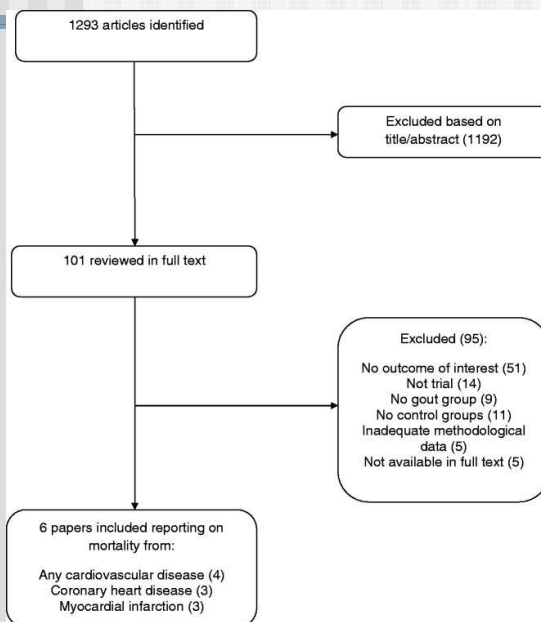 1293 articles identified
Excluded based on
title/abstract (1192)
101 reviewed in full text
Excluded (95):
No outcome of interest (51)
Not trial (14)
No gout group (9)
No control groups (11)
Inadequate methodological
data (5)
Not available in full text (5)
6 papers included reporting on
mortality from:
Any cardiovascular disease (4)
Coronary heart disease (3)
Myocardial infarction (3)